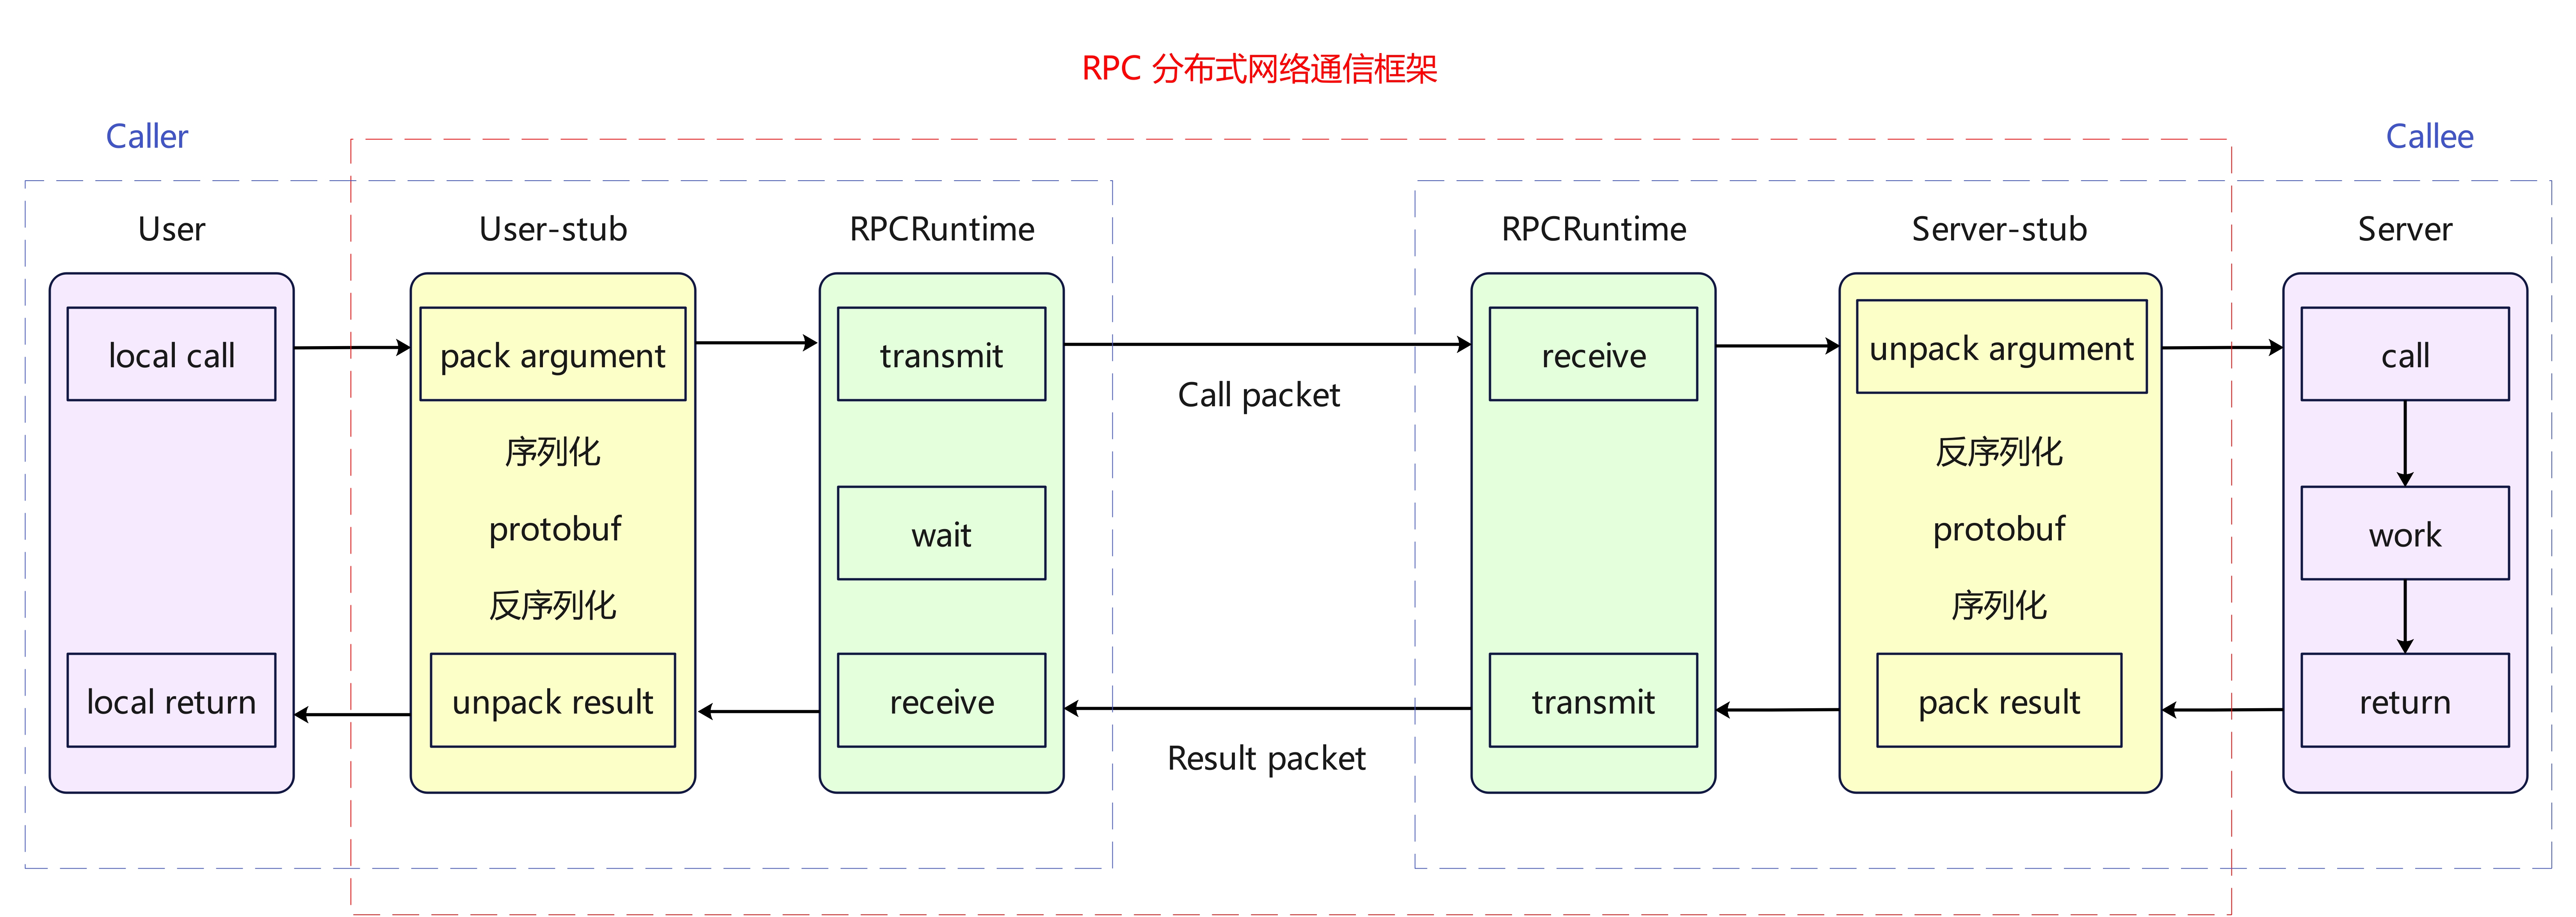 RPC 分布式网络通信框架
Caller
Callee
User
User-stub
RPCRuntime
RPCRuntime
Server-stub
Server
local call
pack argument
transmit
Call packet
receive
unpack argument
call
序列化
反序列化
protobuf
wait
protobuf
work
反序列化
序列化
local return
unpack result
receive
Result packet
transmit
pack result
return